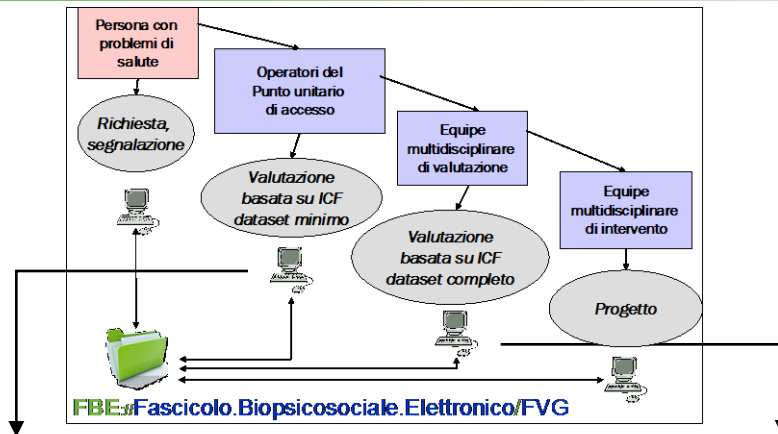 Persona con
problemi di
salute
Operatori del
Punto unitario
di accesso
Richiesta,
segnalazione
Equipe
multidisciplinare
di valutazione
Valutazione
basata su ICF
dataset minimo
Equipe
multidisciplinare
di intervento
Valutazione
basata su ICF
dataset completo
Progetto
FBE://Fascicolo.Biopsicosociale.Elettronico/FVG